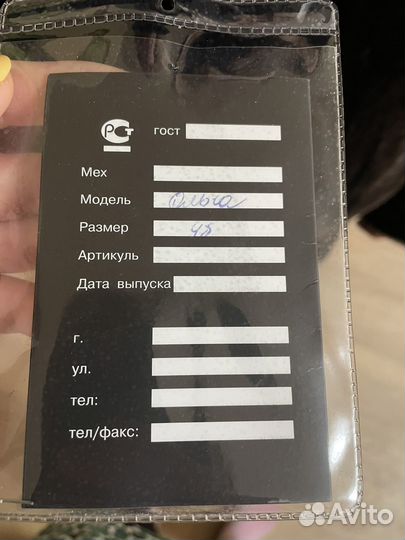 РСТ ГОСТ
Мех
Модель Ольга
Размер 48
Артикуль
Дата выпуска
г.
ул.
тел:
тел/факс:
Avito